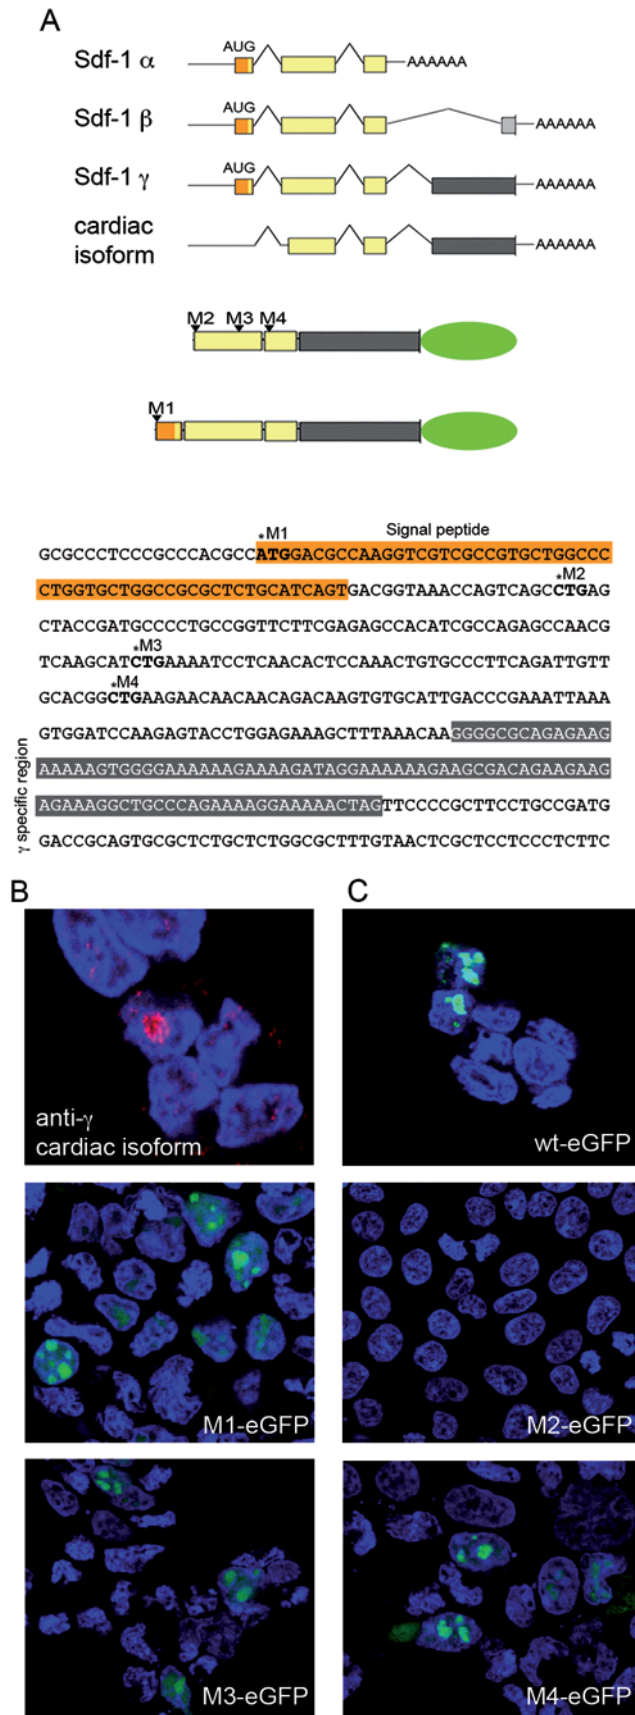 A
Sdf-1 α
AUG
AAAAAA
Sdf-1 β
AUG
AAAAAA
Sdf-1 γ
AUG
AAAAAA
cardiac
isoform
AAAAAA
M2 M3 M4
M1
*M1 Signal peptide
GCGCCCTCCCGCCCACGCCATGGACGCCAAGGTCGTCGCCGTGCTGGCCC
*M2
CTGGTGCTGGCCGCGCTCTGCATCAGTGACGGTAAACCAGTCAGCCTGAG
CTACCGATGCCCCTGCCGGTTCTTCGAGAGCCACATCGCCAGAGCCAACG
*M3
TCAAGCATCTGAAAATCCTCAACACTCCAAACTGTGCCCTTCAGATTGTT
*M4
GCACGGCTGAAGAACAACAACAGACAAGTGTGCATTGACCCGAAATTAAA
GTGGATCCAAGAGTACCTGGAGAAAGCTTTAAACAAGGGGCGCAGAGAAG
AAAAAGTGGGGAAAAAAGAAAAGATAGGAAAAAAGAAGCGACAGAAGAAG
AGAAAGGCTGCCCAGAAAAGGAAAAACTAGTTCCCCGCTTCCTGCCGATG
GACCGCAGTGCGCTCTGCTCTGGCGCTTTGTAACTCGCTCCTCCCTCTTC
γ specific region
B
C
anti-γ
cardiac isoform
wt-eGFP
M1-eGFP
M2-eGFP
M3-eGFP
M4-eGFP